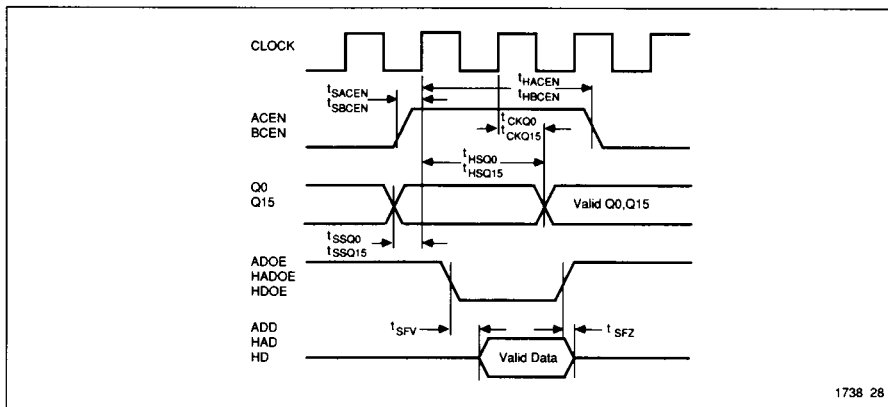 CLOCK
tHACEN
tHBCEN
tSACEN
tSBCEN
ACEN
BCEN
tCKQ0
tCKQ15
tHSQ0
tHSQ15
Q0
Q15
Valid Q0,Q15
tSSQ0
tSSQ15
ADOE
HADOE
HDOE
ADD
HAD
HD
tSFV
tSFZ
Valid Data
1738 28